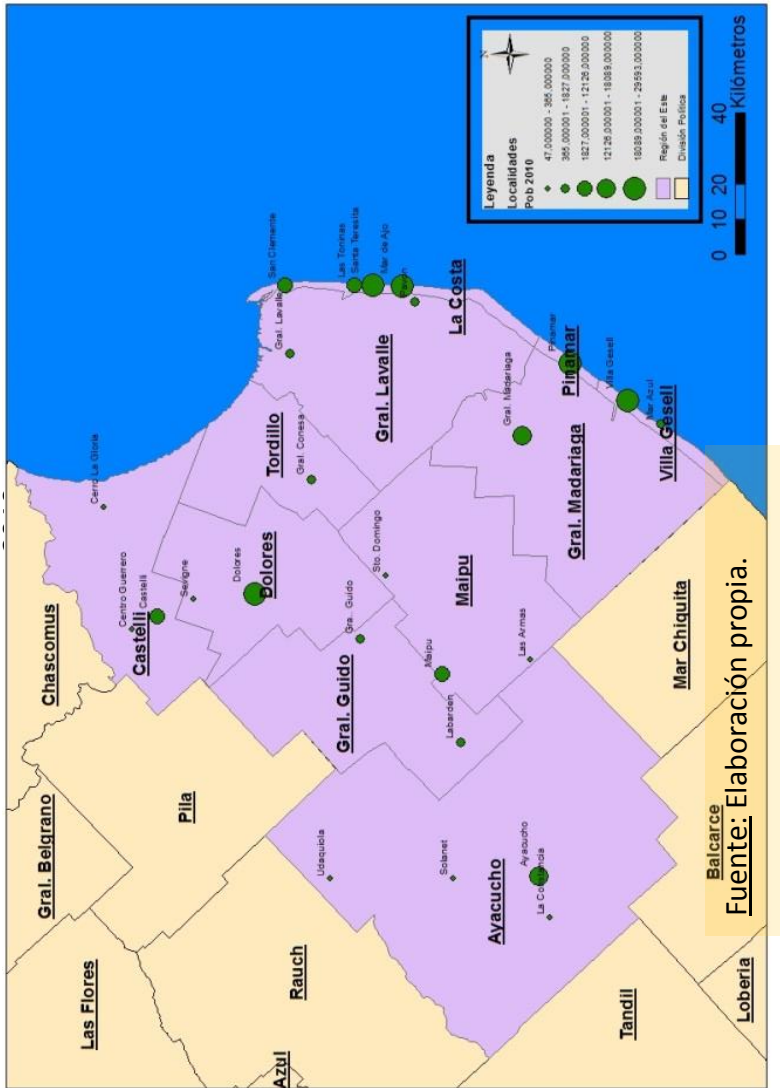 Chascomus
Gral. Belgrano
Las Flores
Pila
Rauch
Azul
Tandil
Loberia
Balcarce
Mar Chiquita
Castelli
Centro Guerrero
Castelli
Cerro La Gloria
Sevigne
Dolores
Dolores
Tordillo
Gral. Conesa
Gral. Lavalle
Gral. Lavalle
San Clemente
Las Toninas
Santa Teresita
Mar de Ajo
Pavon
La Costa
Gral. Guido
Gra.. Guido
Labarden
Sto. Domingo
Maipu
Maipu
Las Armas
Gral. Madariaga
Gral. Madariaga
Pinamar
Pinamar
Villa Gesell
Mar Azul
Villa Gesell
Udaquiola
Solanet
Ayacucho
Ayacucho
La Constancia
Leyenda
N
Localidades
Pob 2010
47,000000 - 365,000000
365,000001 - 1827,000000
1827,000001 - 12126,000000
12126,000001 - 18089,000000
18089,000001 - 29593,000000
Región del Este
División Política
0 10 20 40
Kilómetros
Fuente: Elaboración propia.